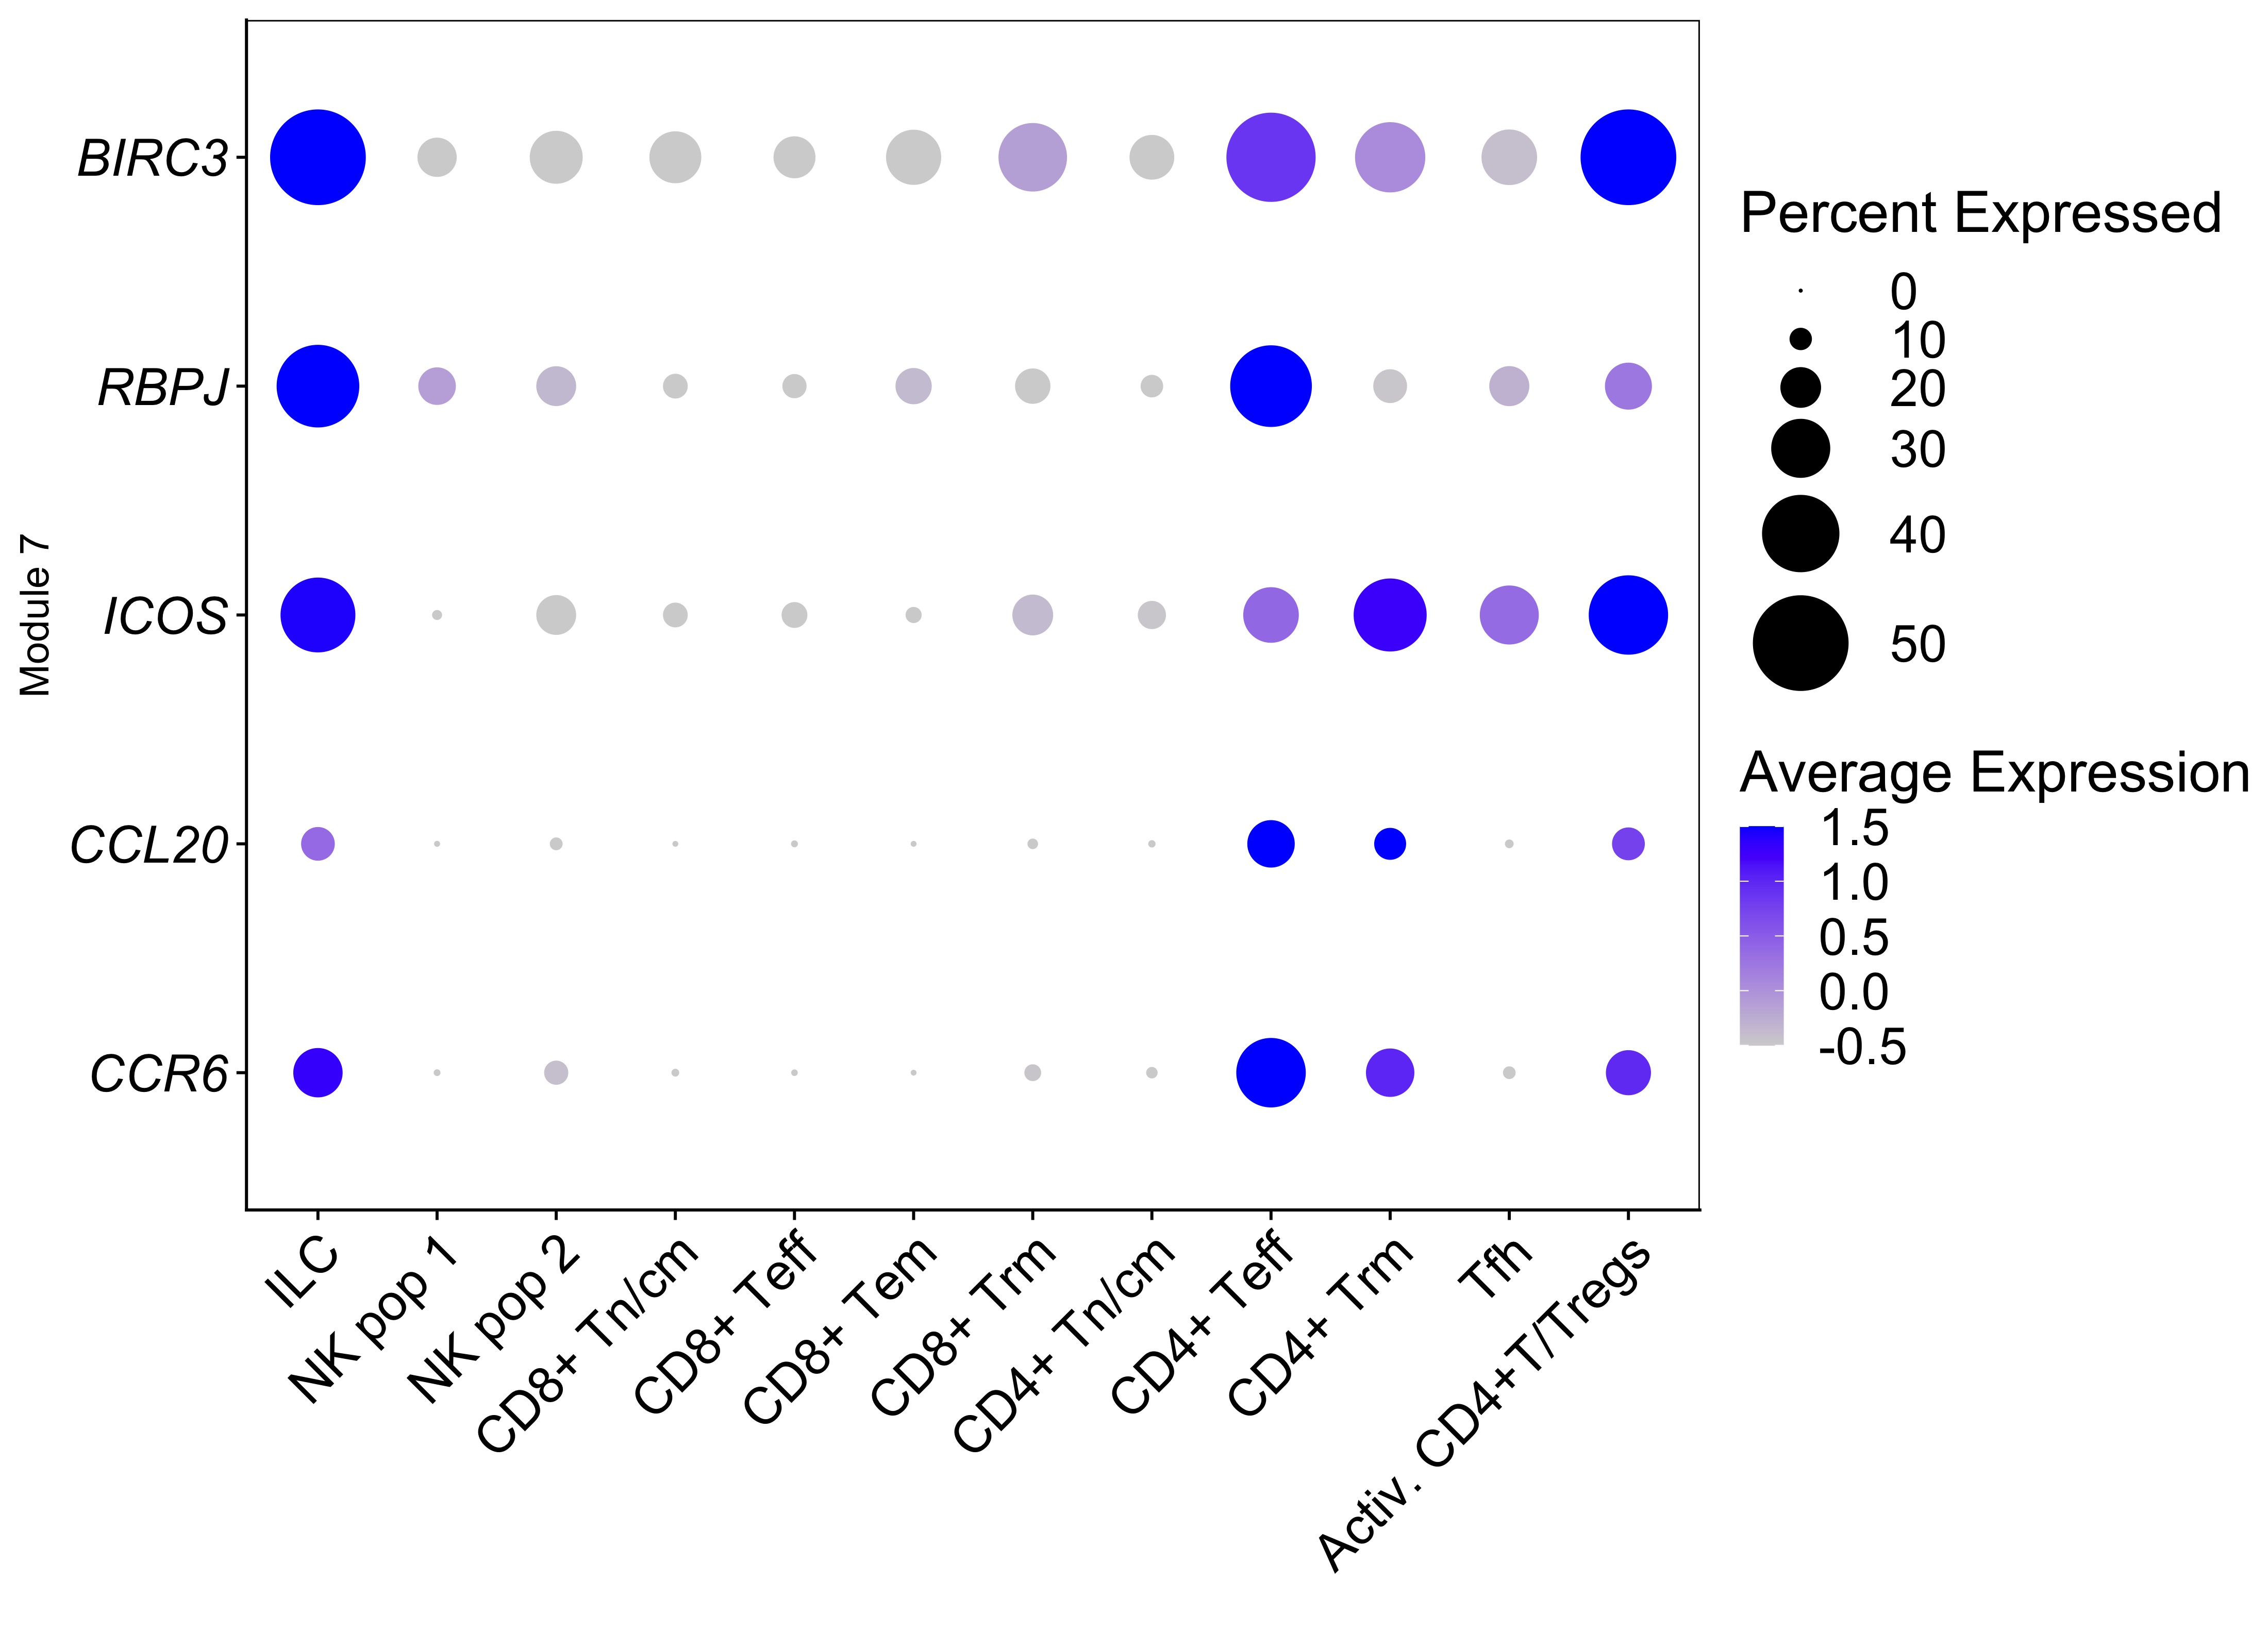 Module 7
BIRC3
RBPJ
ICOS
CCL20
CCR6
ILC
NK pop 1
NK pop 2
CD8+ Tn/cm
CD8+ Teff
CD8+ Tem
CD8+ Trm
CD4+ Tn/cm
CD4+ Teff
CD4+ Trm
Tfh
Activ. CD4+T/Tregs
Percent Expressed
0
10
20
30
40
50
Average Expression
1.5
1.0
0.5
0.0
-0.5